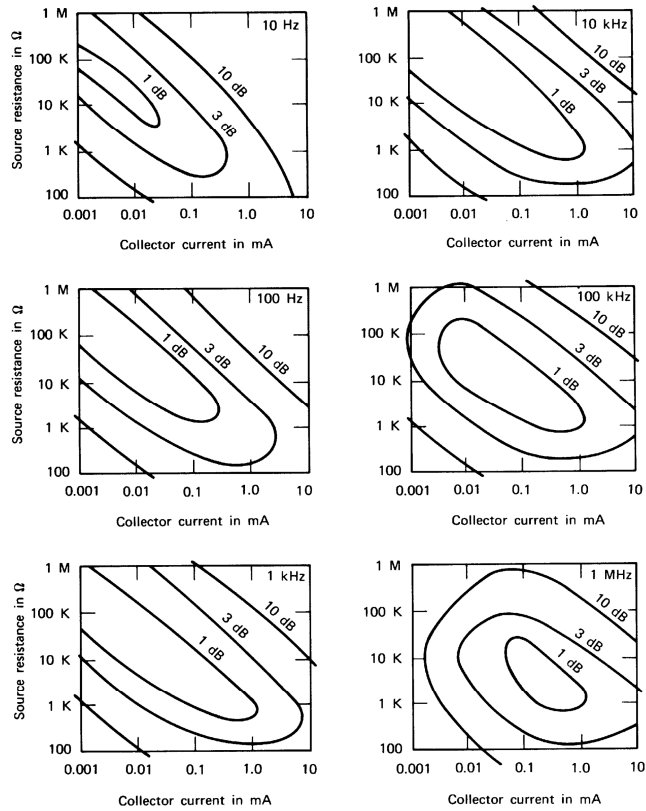 Source resistance in Ω
1 M
100 K
10 K
1 K
100
10 Hz
1 dB
3 dB
10 dB
0.001
0.01
0.1
1.0
10
Collector current in mA
1 M
100 K
10 K
1 K
100
10 kHz
10 dB
3 dB
1 dB
0.001
0.01
0.1
1.0
10
Collector current in mA
Source resistance in Ω
1 M
100 K
10 K
1 K
100
100 Hz
1 dB
3 dB
10 dB
0.001
0.01
0.1
1.0
10
Collector current in mA
1 M
100 K
10 K
1 K
100
100 kHz
10 dB
3 dB
1 dB
0.001
0.01
0.1
1.0
10
Collector current in mA
Source resistance in Ω
1 M
100 K
10 K
1 K
100
1 kHz
10 dB
3 dB
1 dB
0.001
0.01
0.1
1.0
10
Collector current in mA
1 M
100 K
10 K
1 K
100
1 MHz
10 dB
3 dB
1 dB
0.001
0.01
0.1
1.0
10
Collector current in mA